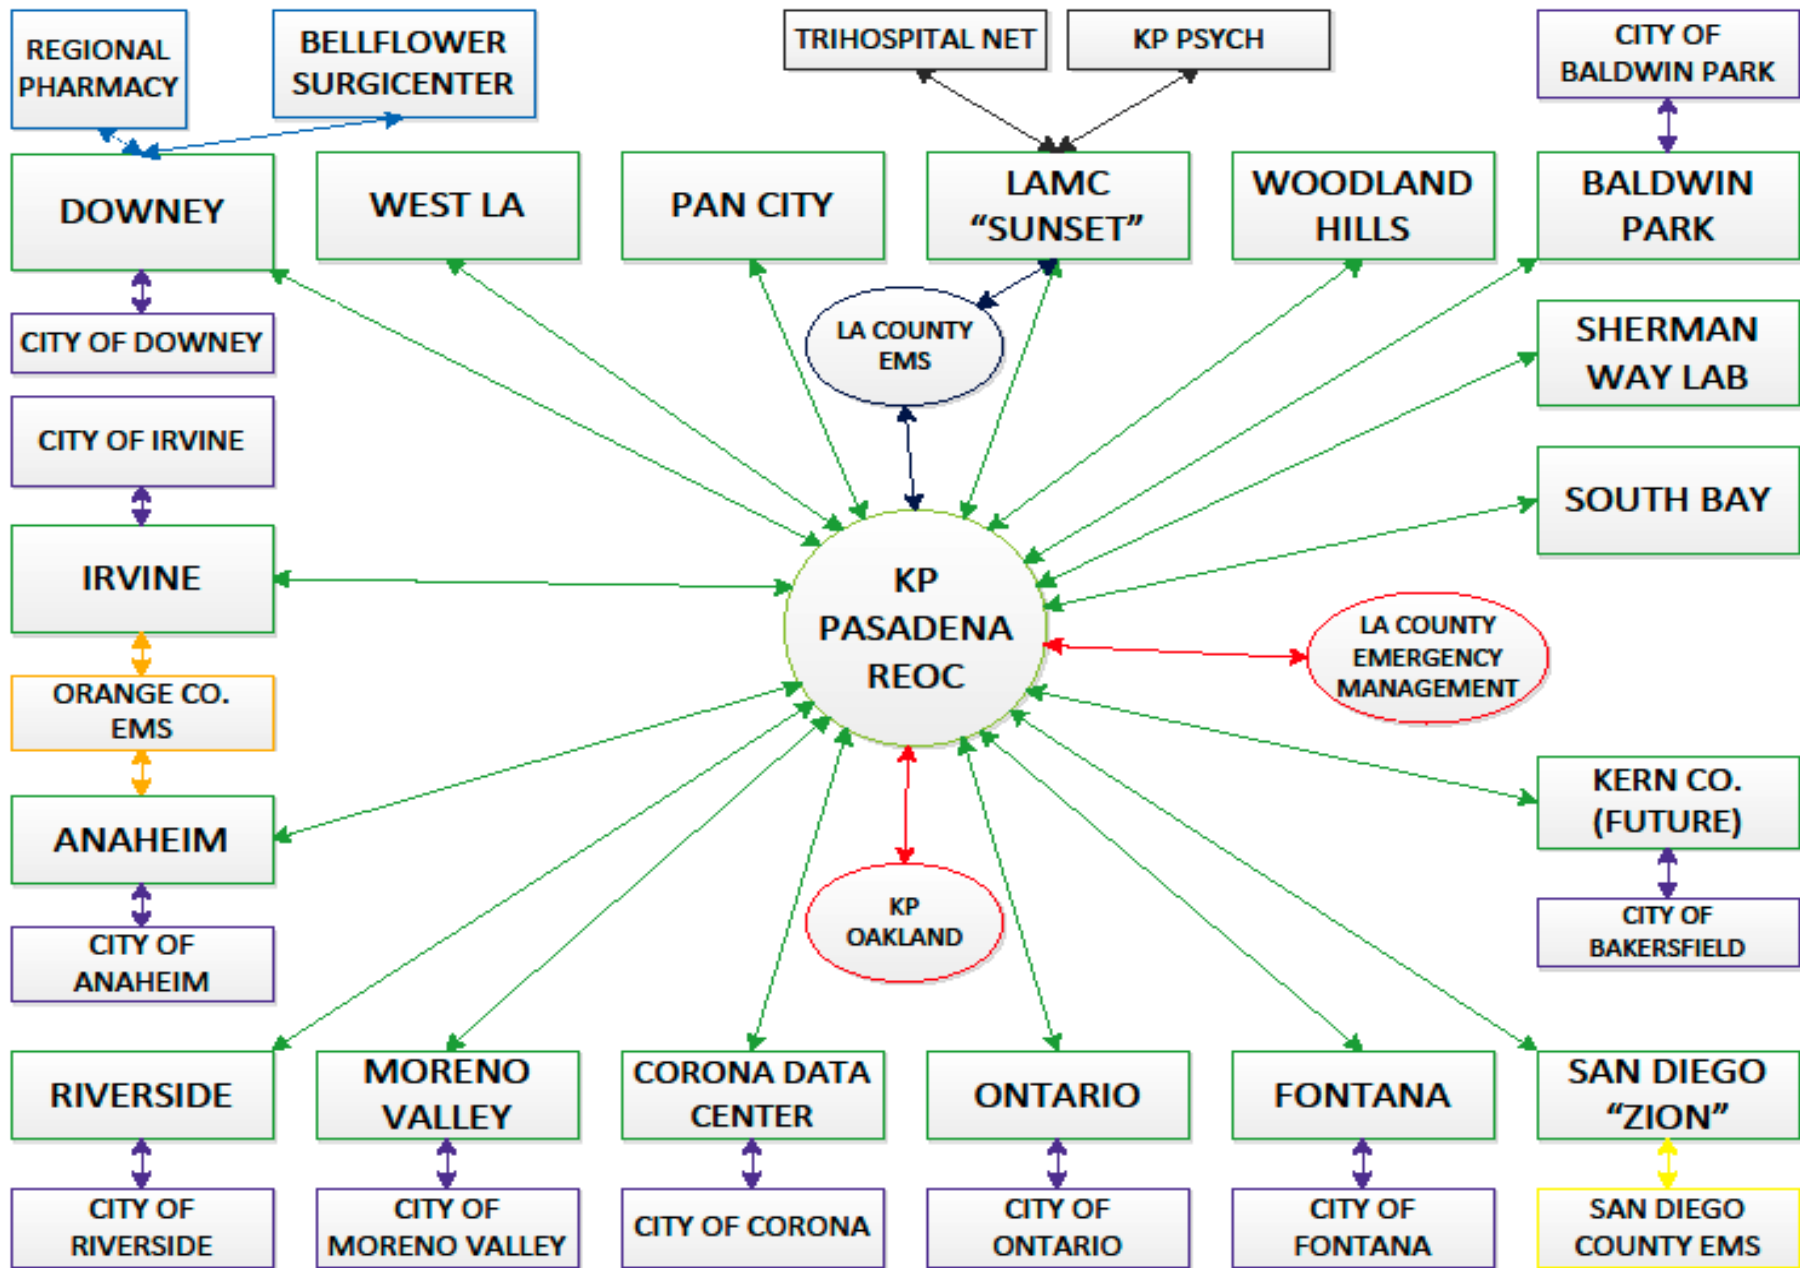 REGIONAL
PHARMACY
BELLFLOWER
SURGICENTER
TRIHOSPITAL NET
KP PSYCH
CITY OF
BALDWIN PARK
DOWNEY
WEST LA
PAN CITY
LAMC
“SUNSET”
WOODLAND
HILLS
BALDWIN
PARK
CITY OF DOWNEY
LA COUNTY
EMS
SHERMAN
WAY LAB
CITY OF IRVINE
SOUTH BAY
IRVINE
KP
PASADENA
REOC
LA COUNTY
EMERGENCY
MANAGEMENT
ORANGE CO.
EMS
ANAHEIM
KERN CO.
(FUTURE)
CITY OF
ANAHEIM
KP
OAKLAND
CITY OF
BAKERSFIELD
RIVERSIDE
MORENO
VALLEY
CORONA DATA
CENTER
ONTARIO
FONTANA
SAN DIEGO
“ZION”
CITY OF
RIVERSIDE
CITY OF
MORENO VALLEY
CITY OF CORONA
CITY OF
ONTARIO
CITY OF
FONTANA
SAN DIEGO
COUNTY EMS